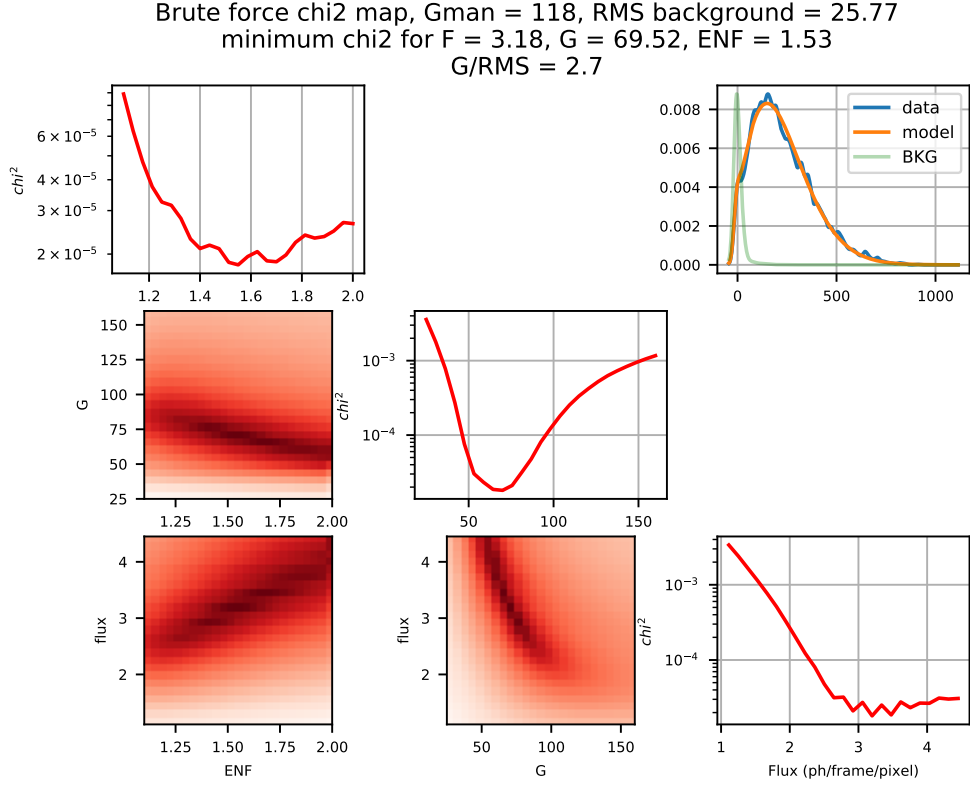 Brute force chi2 map, Gman = 118, RMS background = 25.77
minimum chi2 for F = 3.18, G = 69.52, ENF = 1.53
G/RMS = 2.7
chi²
6 × 10⁻⁵
4 × 10⁻⁵
3 × 10⁻⁵
2 × 10⁻⁵
1.2 1.4 1.6 1.8 2.0
data
model
BKG
0.008
0.006
0.004
0.002
0.000
0 500 1000
G
150
125
100
75
50
25
1.25 1.50 1.75 2.00
chi²
10⁻³
10⁻⁴
50 100 150
flux
4
3
2
1.25 1.50 1.75 2.00
ENF
flux
4
3
2
50 100 150
G
chi²
10⁻³
10⁻⁴
1 2 3 4
Flux (ph/frame/pixel)